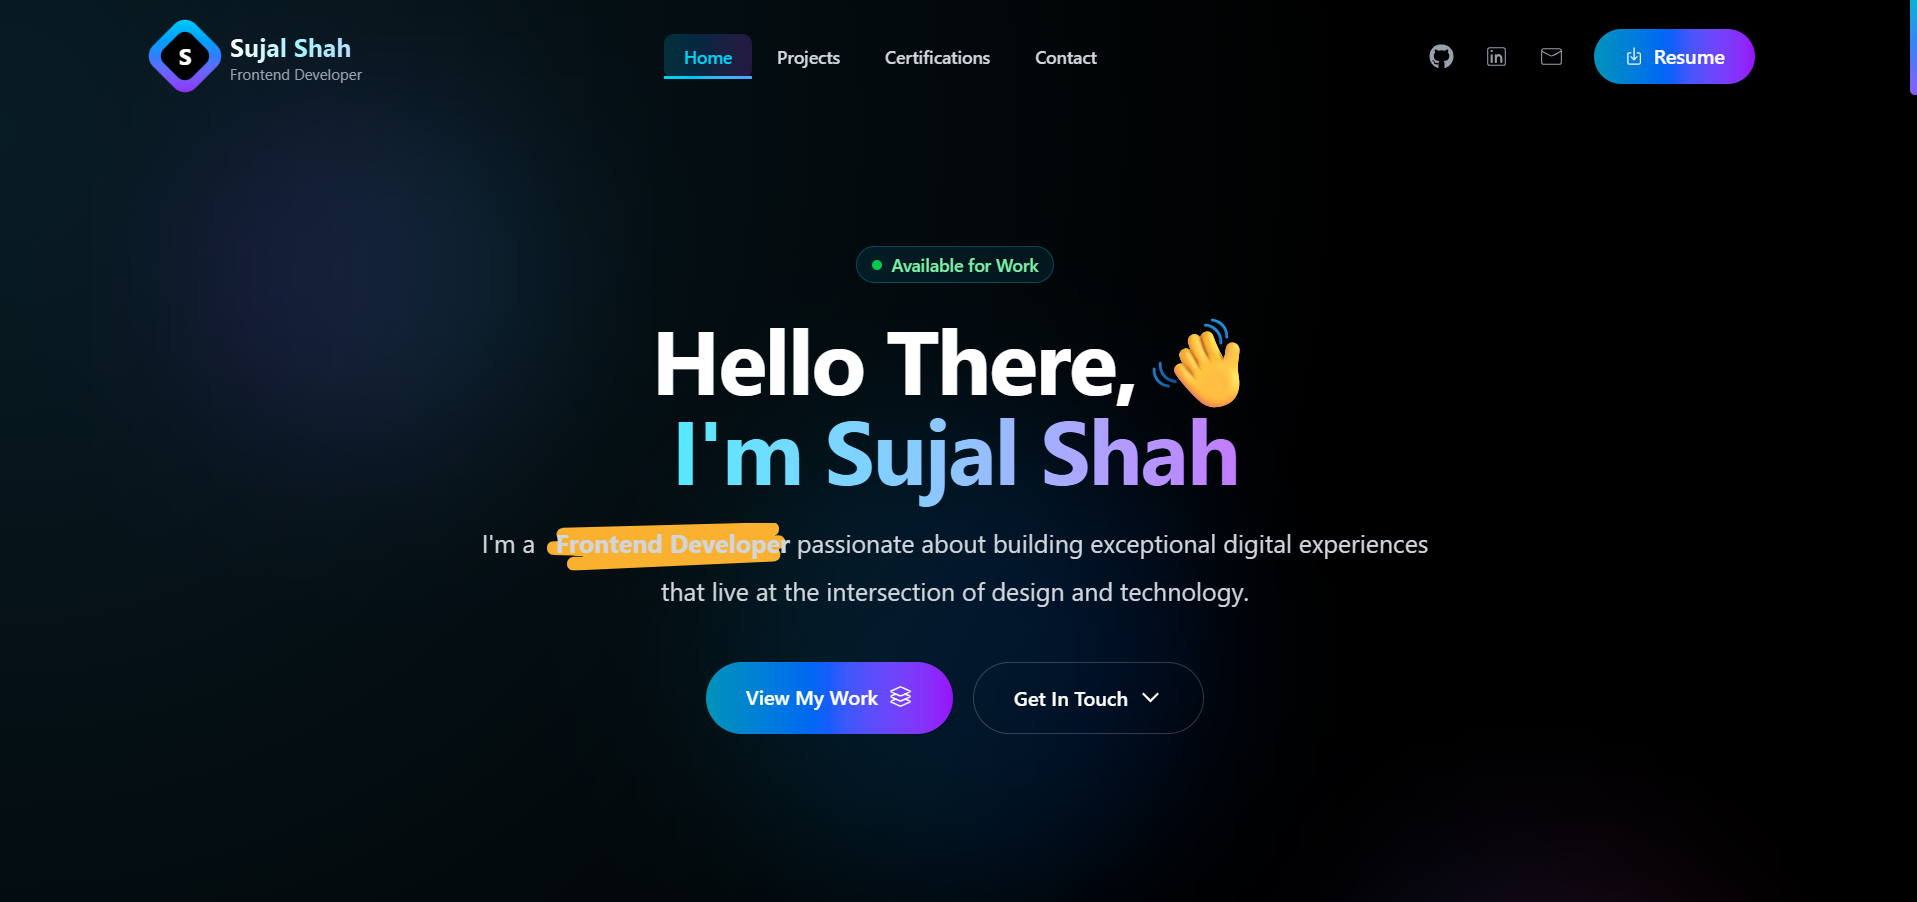 S
Sujal Shah
Frontend Developer
Home
Projects
Certifications
Contact
in
Resume
Available for Work
Hello There,
I'm Sujal Shah
I'm a Frontend Developer passionate about building exceptional digital experiences
that live at the intersection of design and technology.
View My Work
Get In Touch